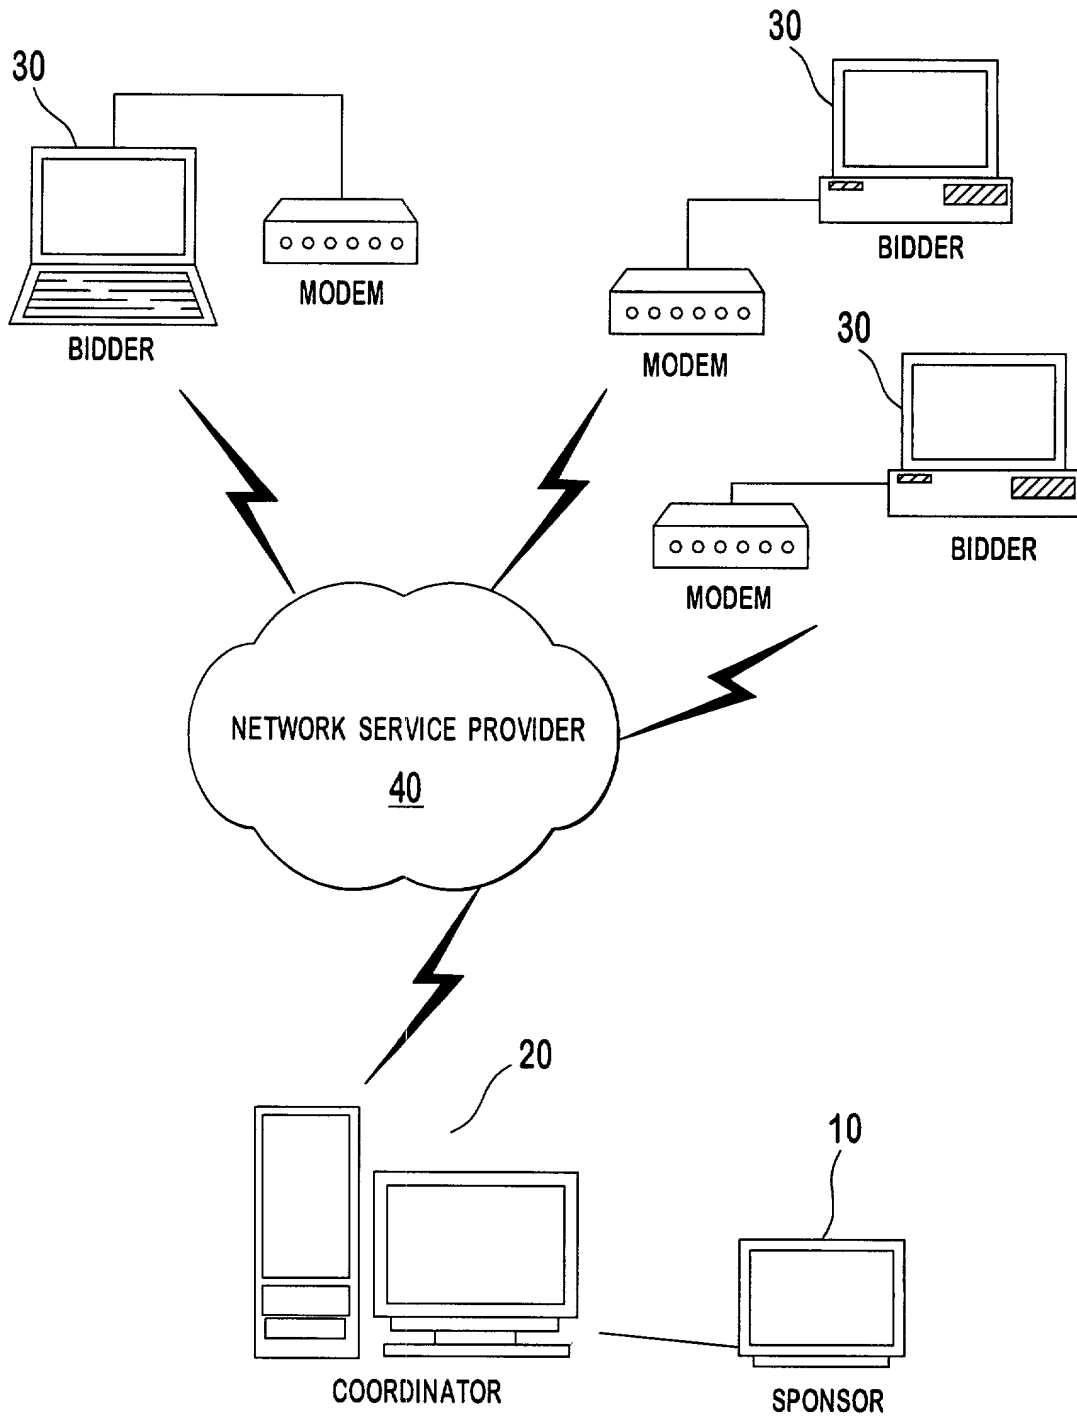 30
30
MODEM
BIDDER
BIDDER
MODEM
30
BIDDER
MODEM
NETWORK SERVICE PROVIDER
40
20
10
COORDINATOR
SPONSOR